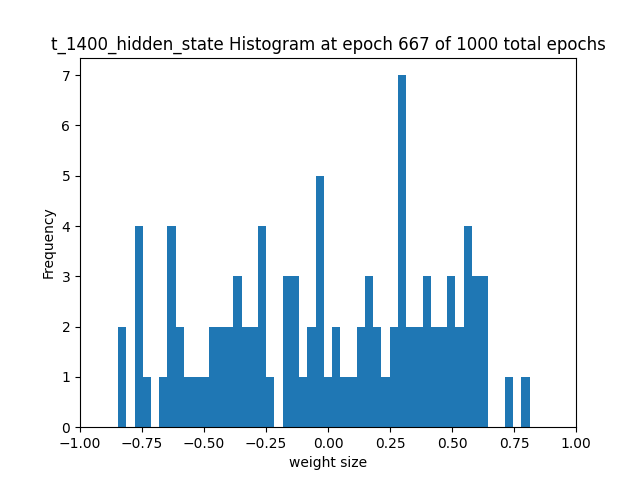 t_1400_hidden_state Histogram at epoch 667 of 1000 total epochs
7
6
5
4
3
2
1
0
Frequency
−1.00 −0.75 −0.50 −0.25 0.00 0.25 0.50 0.75 1.00
weight size